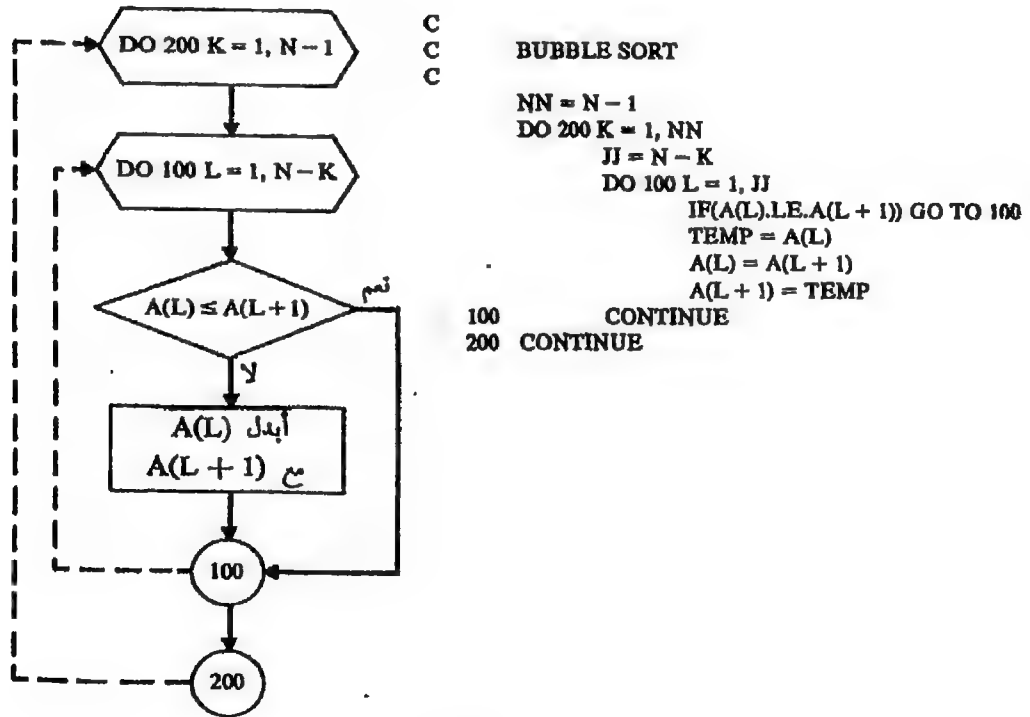 DO 200 K = 1, N – 1
DO 100 L = 1, N – K
A(L) ≤ A(L + 1)
نعم
لا
أبدل A(L)
مع A(L + 1)
100
200
C
C BUBBLE SORT
C
NN = N – 1
DO 200 K = 1, NN
JJ = N – K
DO 100 L = 1, JJ
IF(A(L).LE.A(L + 1)) GO TO 100
TEMP = A(L)
A(L) = A(L + 1)
A(L + 1) = TEMP
100 CONTINUE
200 CONTINUE